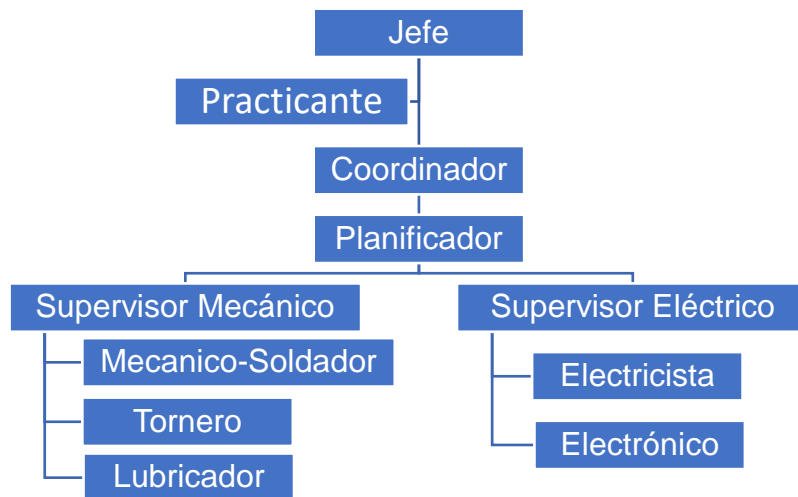 Jefe
Practicante
Coordinador
Planificador
Supervisor Mecánico
Mecanico-Soldador
Tornero
Lubricador
Supervisor Eléctrico
Electricista
Electrónico